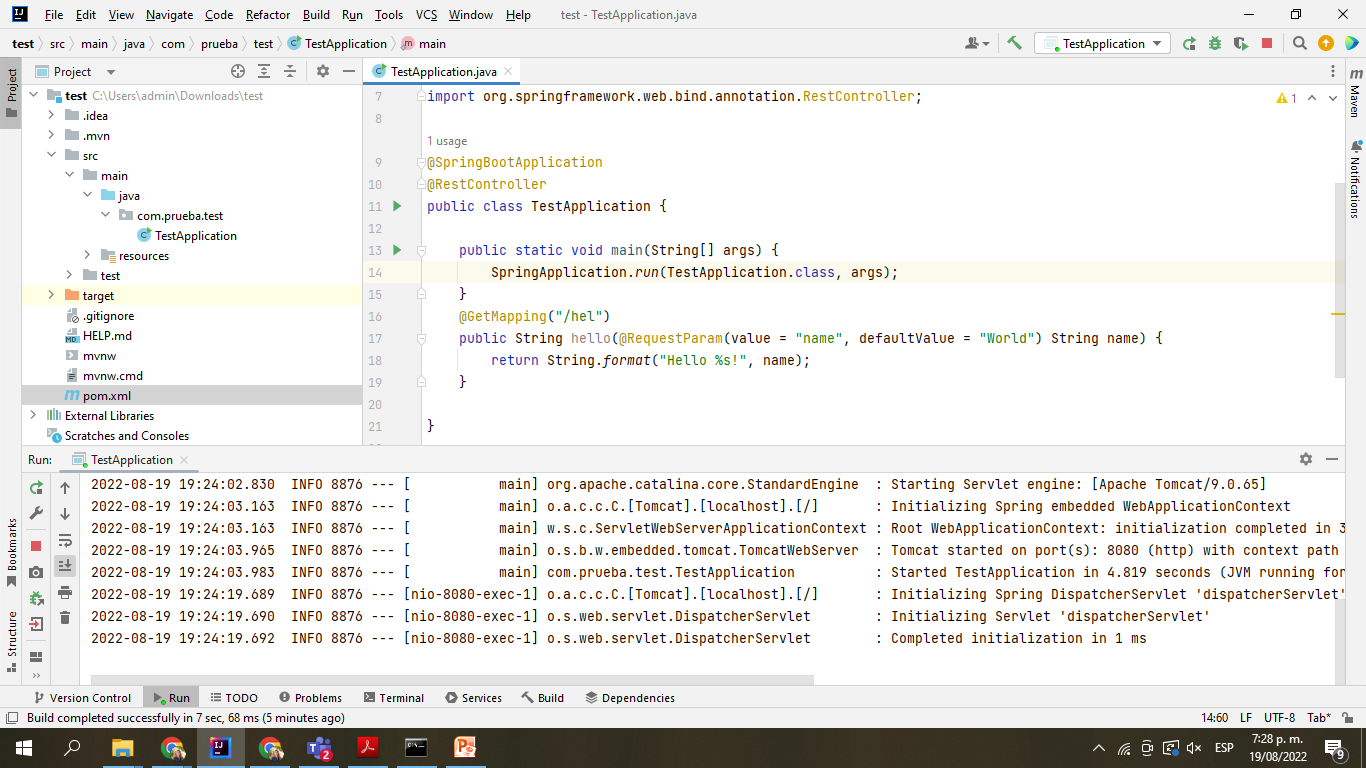 File Edit View Navigate Code Refactor Build Run Tools VCS Window Help test - TestApplication.java
test src main java com prueba test TestApplication main TestApplication
Project TestApplication.java
Project
test C:\Users\admin\Downloads\test
.idea
.mvn
src
main
java
com.prueba.test
TestApplication
resources
test
target
.gitignore
HELP.md
mvnw
mvnw.cmd
pom.xml
External Libraries
Scratches and Consoles
7 import org.springframework.web.bind.annotation.RestController;
1
8
1 usage
9 @SpringBootApplication
10 @RestController
11 public class TestApplication {
12
13 public static void main(String[] args) {
14 SpringApplication.run(TestApplication.class, args);
15 }
16 @GetMapping("/hel")
17 public String hello(@RequestParam(value = "name", defaultValue = "World") String name) {
18 return String.format("Hello %s!", name);
19 }
20
21 }
Maven
Notifications
Run: TestApplication
2022-08-19 19:24:02.830 INFO 8876 --- [ main] org.apache.catalina.core.StandardEngine : Starting Servlet engine: [Apache Tomcat/9.0.65]
2022-08-19 19:24:03.163 INFO 8876 --- [ main] o.a.c.c.C.[Tomcat].[localhost].[/] : Initializing Spring embedded WebApplicationContext
2022-08-19 19:24:03.163 INFO 8876 --- [ main] w.s.c.ServletWebServerApplicationContext : Root WebApplicationContext: initialization completed in 3
2022-08-19 19:24:03.965 INFO 8876 --- [ main] o.s.b.w.embedded.tomcat.TomcatWebServer : Tomcat started on port(s): 8080 (http) with context path
2022-08-19 19:24:03.983 INFO 8876 --- [ main] com.prueba.test.TestApplication : Started TestApplication in 4.819 seconds (JVM running for
2022-08-19 19:24:19.689 INFO 8876 --- [nio-8080-exec-1] o.a.c.c.C.[Tomcat].[localhost].[/] : Initializing Spring DispatcherServlet 'dispatcherServlet'
2022-08-19 19:24:19.690 INFO 8876 --- [nio-8080-exec-1] o.s.web.servlet.DispatcherServlet : Initializing Servlet 'dispatcherServlet'
2022-08-19 19:24:19.692 INFO 8876 --- [nio-8080-exec-1] o.s.web.servlet.DispatcherServlet : Completed initialization in 1 ms
Bookmarks
Structure
Version Control Run TODO Problems Terminal Services Build Dependencies
Build completed successfully in 7 sec, 68 ms (5 minutes ago) 14:60 LF UTF-8 Tab*
2 ESP 7:28 p. m.
19/08/2022 9